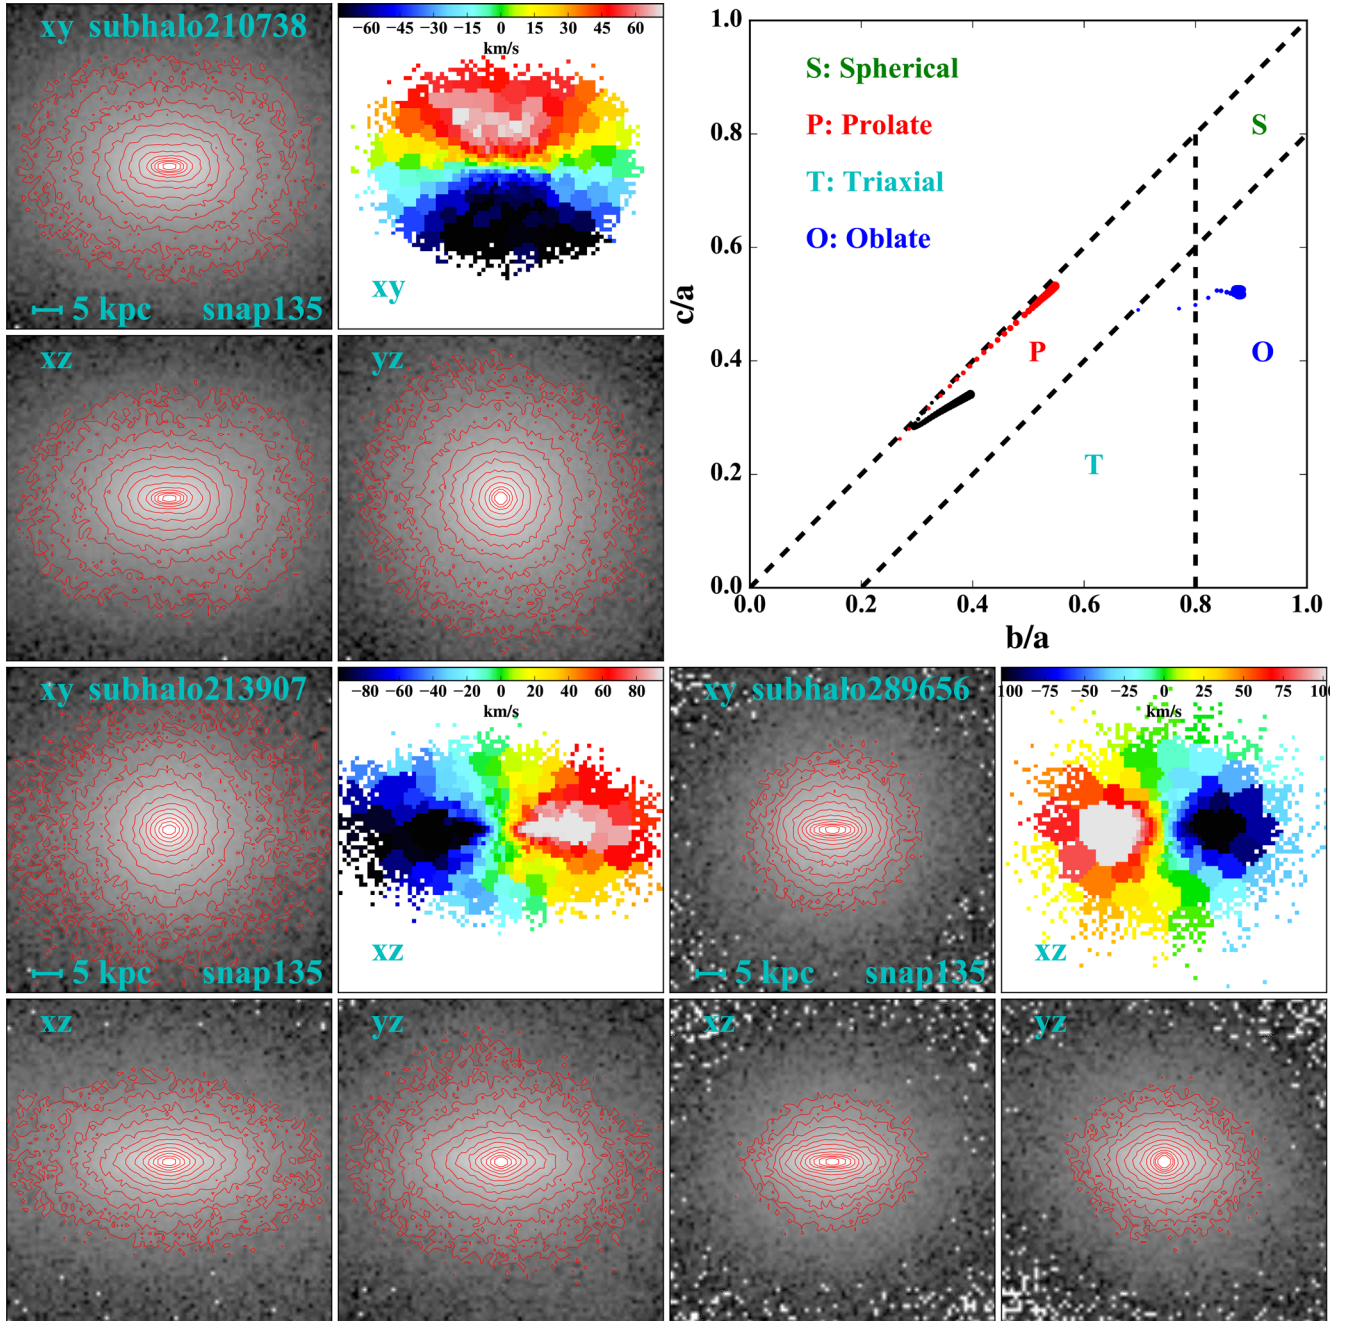 xy subhalo210738
5 kpc snap135
−60 −45 −30 −15 0 15 30 45 60
km/s
xy
xz
yz
1.0
0.8
0.6
0.4
0.2
0.0
c/a
S: Spherical
P: Prolate
T: Triaxial
O: Oblate
S
P
O
T
0.0 0.2 0.4 0.6 0.8 1.0
b/a
xy subhalo213907
5 kpc snap135
−80 −60 −40 −20 0 20 40 60 80
km/s
xz
xy subhalo289656
5 kpc snap135
100 −75 −50 −25 0 25 50 75 10
km/s
xz
xz
yz
xz
yz